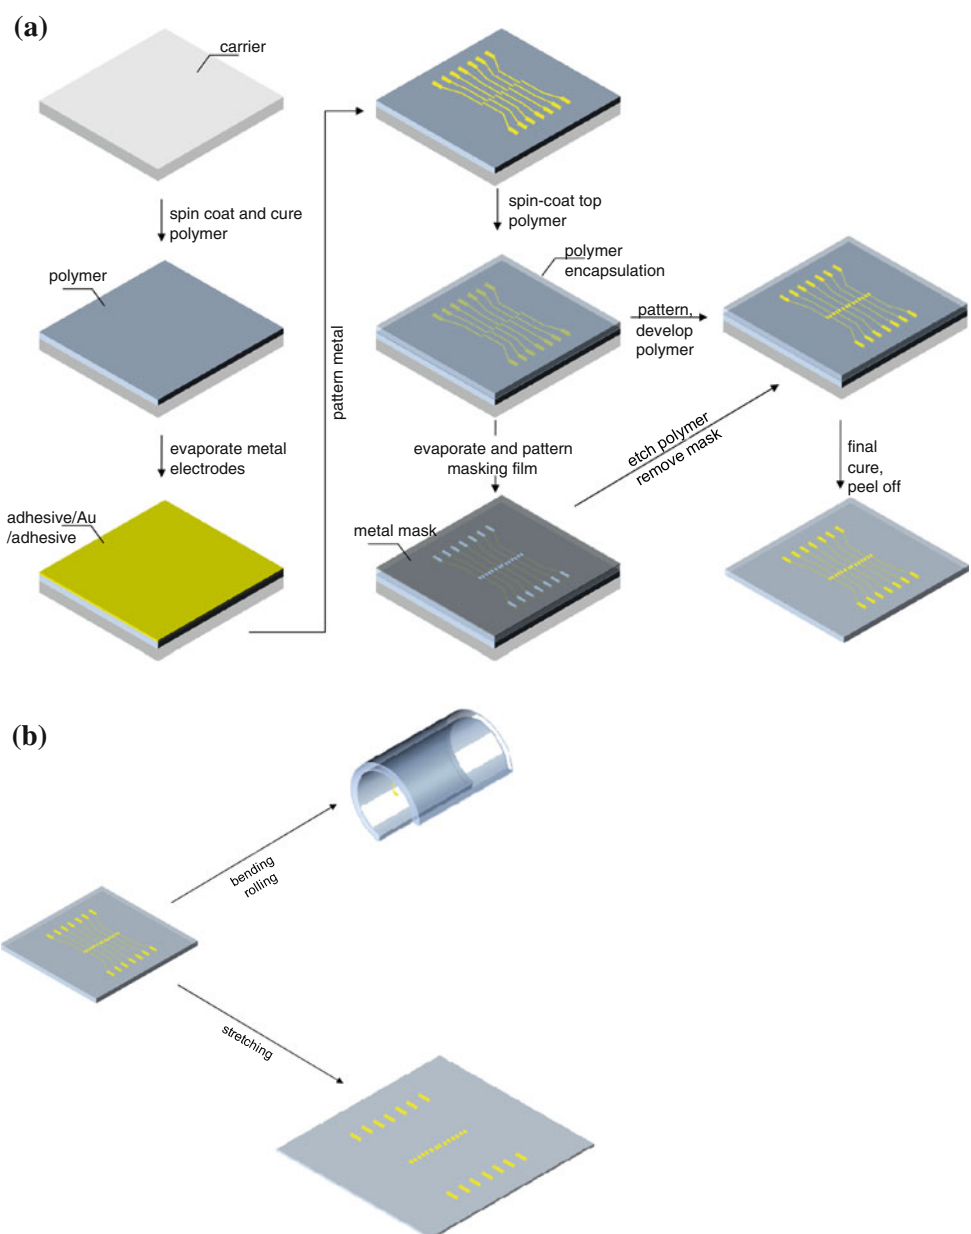 (a)
carrier
spin coat and cure
polymer
polymer
evaporate metal
electrodes
adhesive/Au
/adhesive
pattern metal
spin-coat top
polymer
polymer
encapsulation
pattern,
develop
polymer
evaporate and pattern
masking film
metal mask
etch polymer
remove mask
final
cure,
peel off
(b)
bending
rolling
stretching